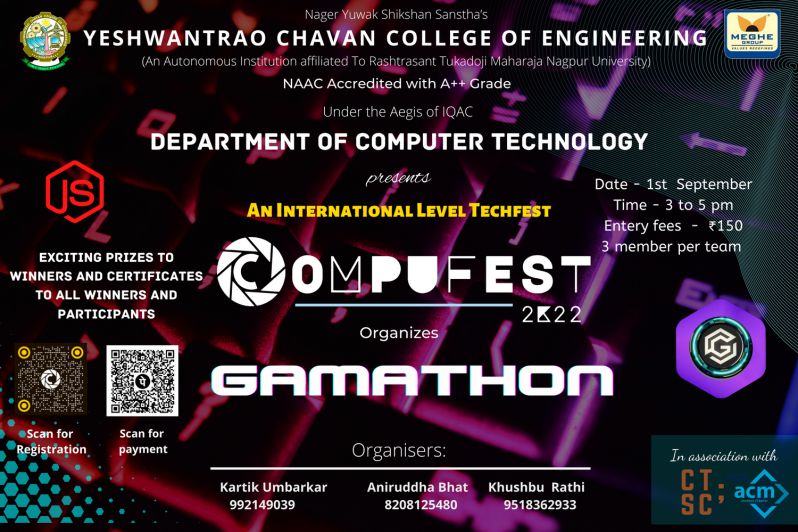 Nager Yuwak Shikshan Sanstha's
YESHWANTRAO CHAVAN COLLEGE OF ENGINEERING
(An Autonomous Institution affiliated To Rashtrasant Tukadoji Maharaja Nagpur University)
NAAC Accredited with A++ Grade
Under the Aegis of IQAC
DEPARTMENT OF COMPUTER TECHNOLOGY
presents
AN INTERNATIONAL LEVEL TECHFEST
COMPUFEST
2K22
Organizes
GAMATHON
MEGHE
GROUP
VALUES REDEFINED
Date - 1st September
Time - 3 to 5 pm
Entery fees - ₹150
3 member per team
JS
EXCITING PRIZES TO
WINNERS AND CERTIFICATES
TO ALL WINNERS AND
PARTICIPANTS
Scan for
Registration
Scan for
payment
G
Organisers:
Kartik Umbarkar
992149039
Aniruddha Bhat
8208125480
Khushbu Rathi
9518362933
In association with
CT
SC;
acm